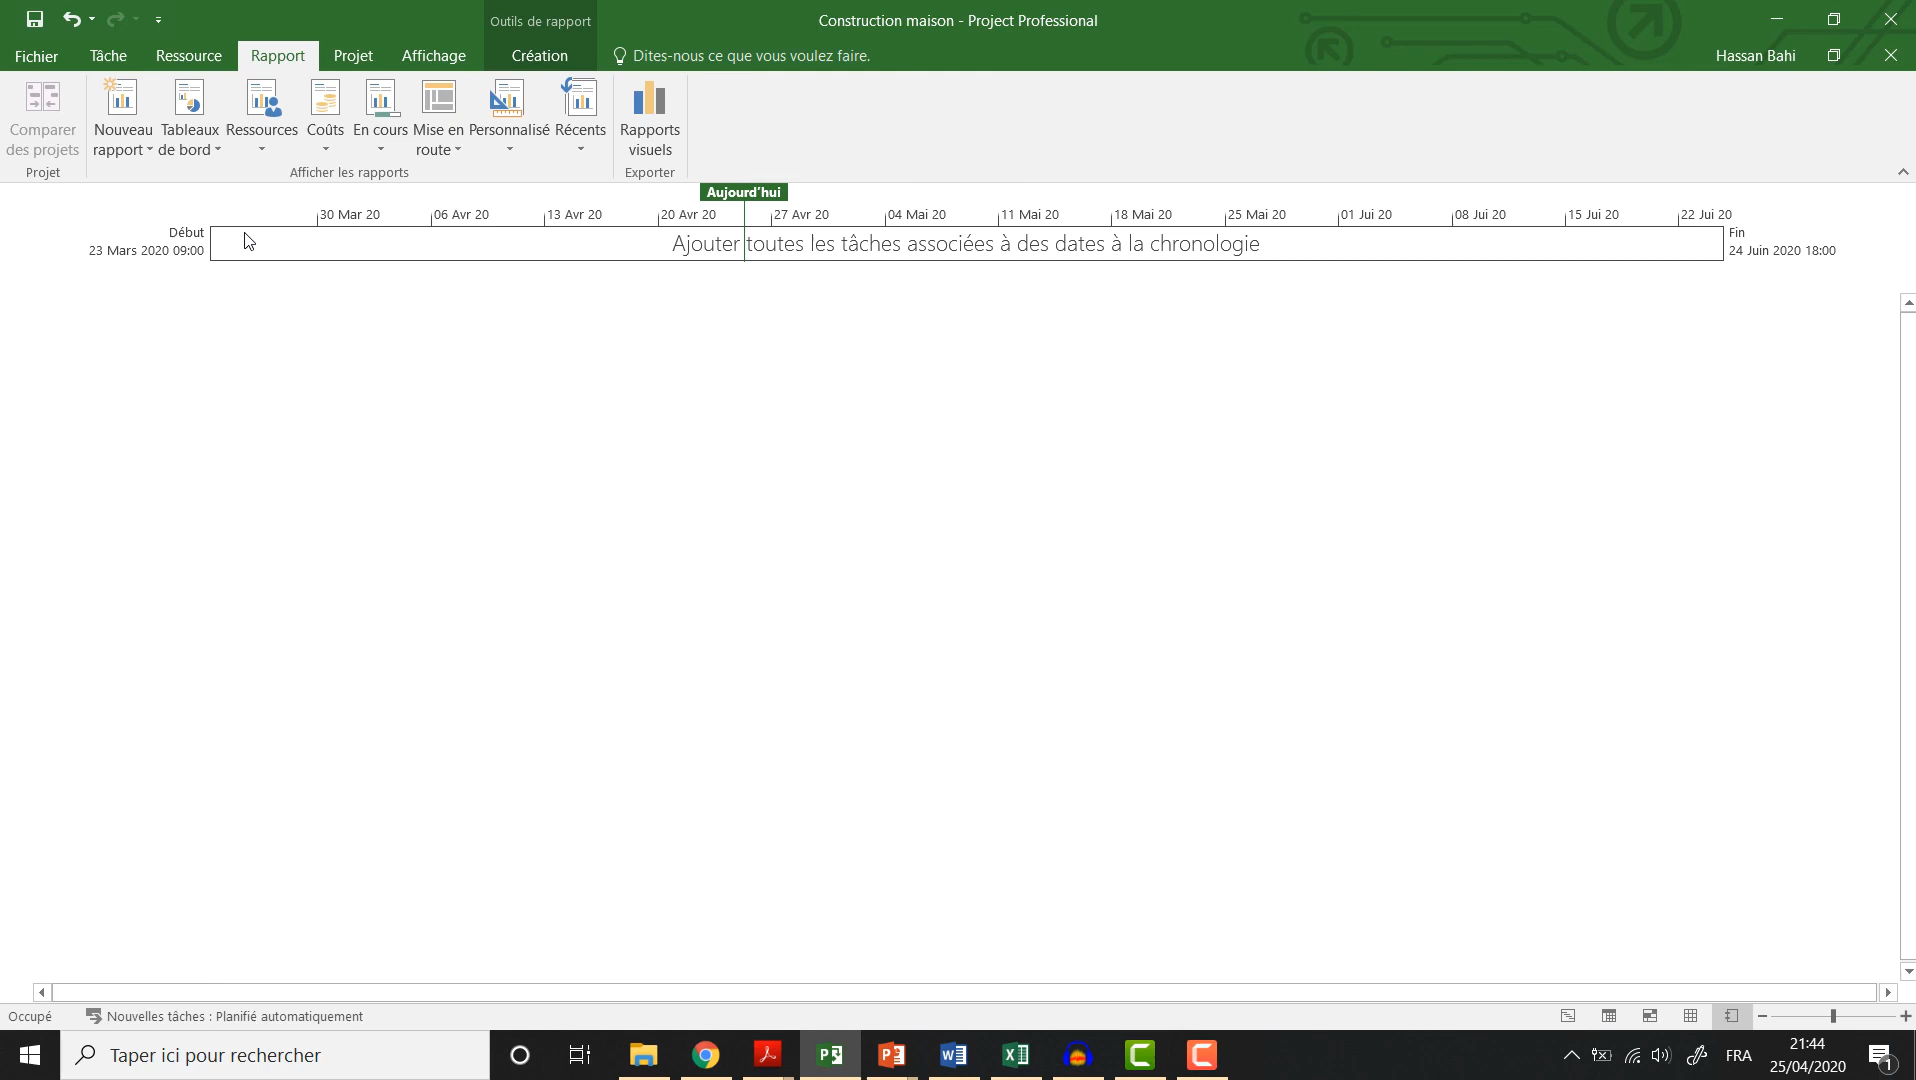 Outils de rapport
Construction maison - Project Professional
Fichier
Tâche
Ressource
Rapport
Projet
Affichage
Création
Dites-nous ce que vous voulez faire.
Hassan Bahi
Comparer
des projets
Nouveau
rapport
Tableaux
de bord
Ressources
Coûts
En cours
Mise en
route
Personnalisé
Récents
Rapports
visuels
Projet
Afficher les rapports
Exporter
Aujourd'hui
30 Mar 20
06 Avr 20
13 Avr 20
20 Avr 20
27 Avr 20
04 Mai 20
11 Mai 20
18 Mai 20
25 Mai 20
01 Jui 20
08 Jui 20
15 Jui 20
22 Jui 20
Début
23 Mars 2020 09:00
Ajouter toutes les tâches associées à des dates à la chronologie
Fin
24 Juin 2020 18:00
Occupé
Nouvelles tâches : Planifié automatiquement
Taper ici pour rechercher
FRA
21:44
25/04/2020
1